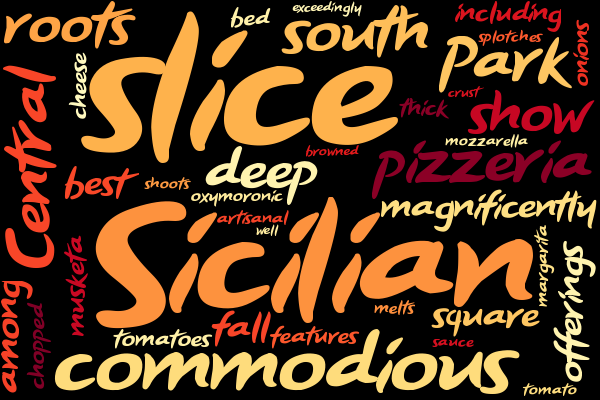 roots
bed
exceedingly
south
including
splotches
onions
Park
cheese
slice
Central
thick
crust
show
mozzarella
browned
deep
pizzeria
best
shoots
oxymoronic
magnificently
artisanal
well
Sicilian
musketa
margarita
offerings
among
chopped
melts
square
tomatoes
fall
features
sauce
commodious
tomato